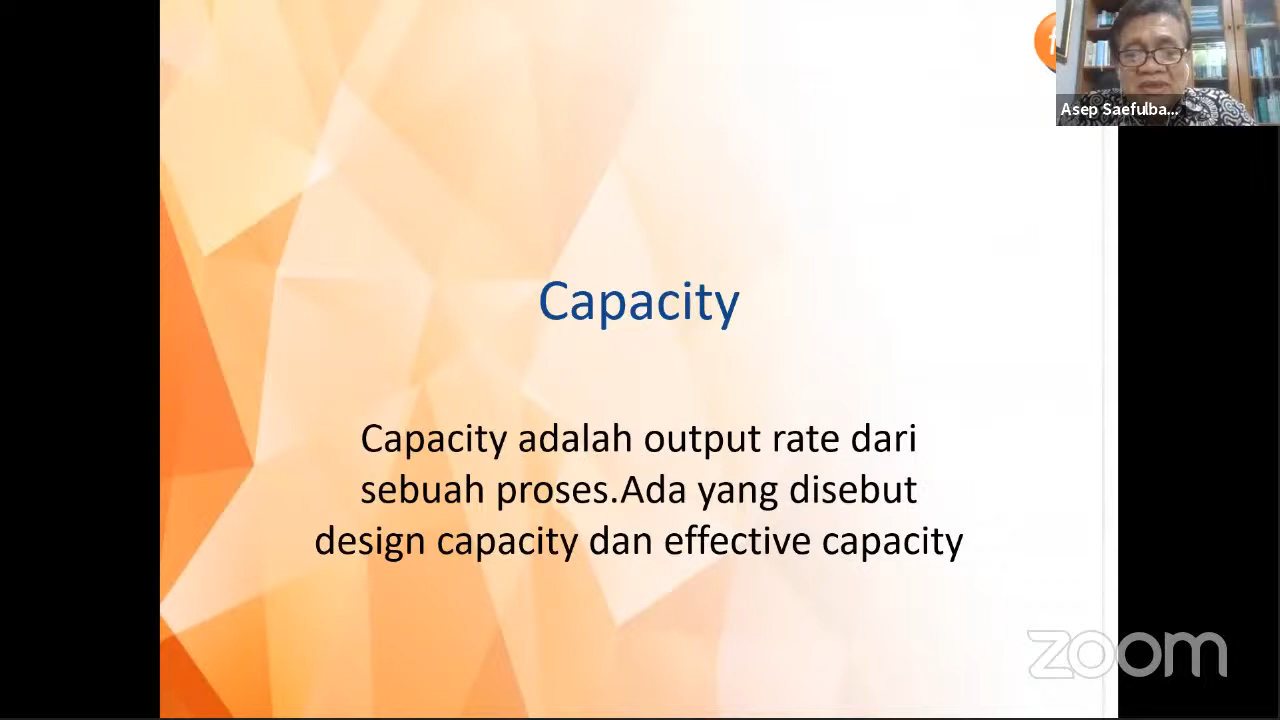 Asep Saefulba...
Capacity
Capacity adalah output rate dari
sebuah proses.Ada yang disebut
design capacity dan effective capacity
zoom